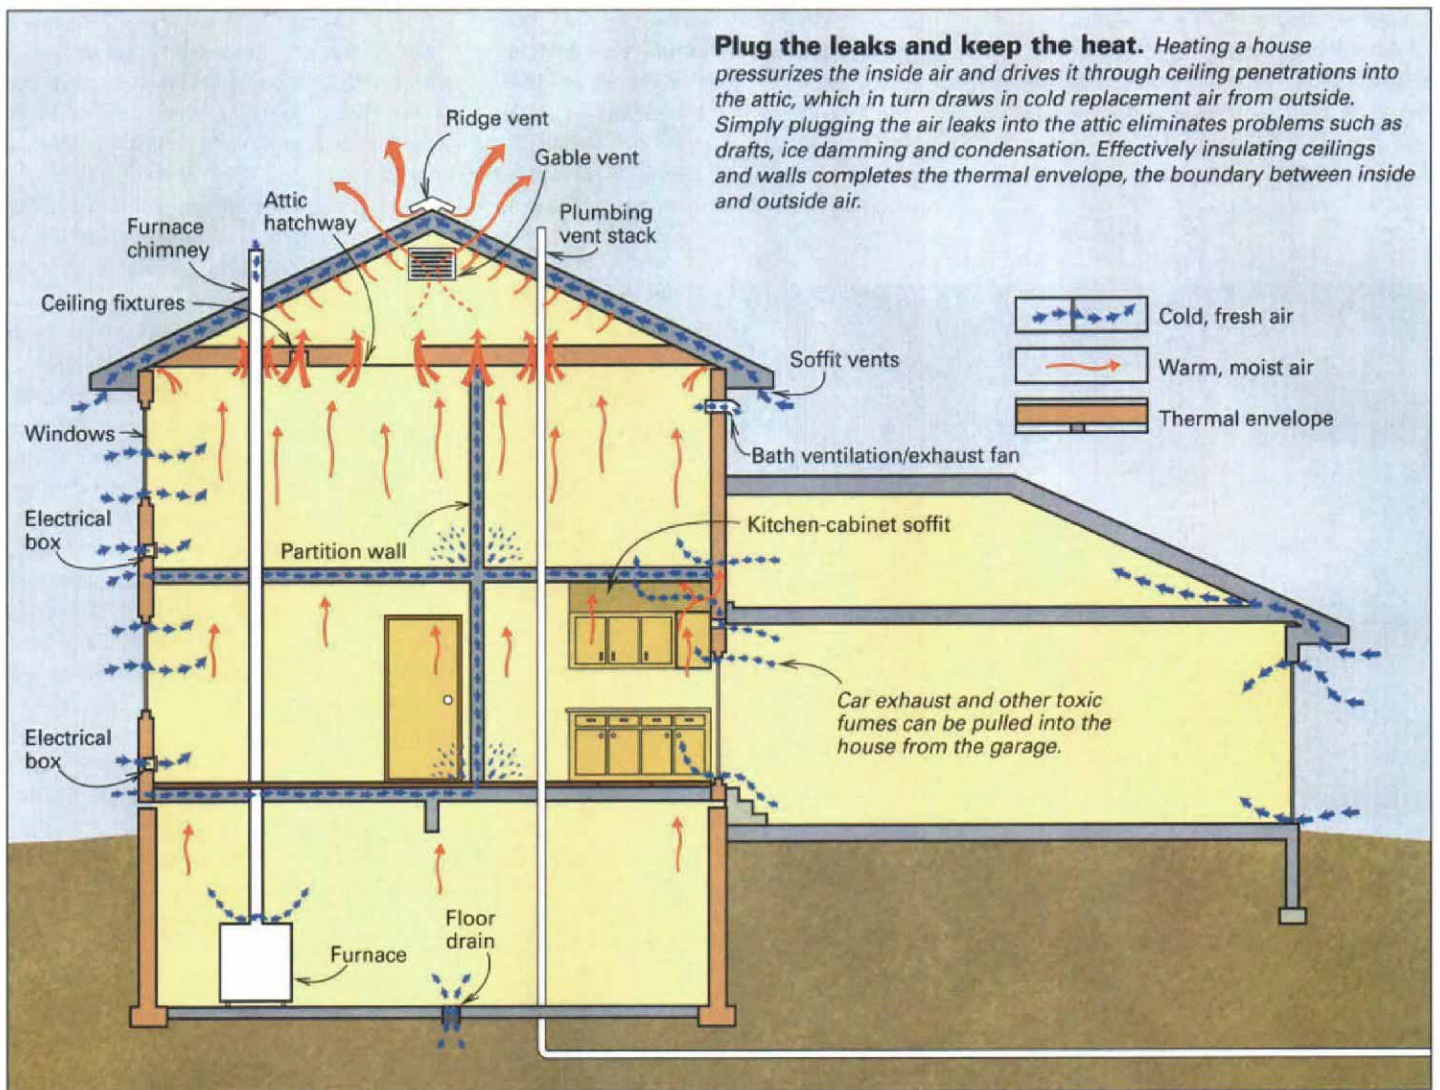 Plug the leaks and keep the heat. Heating a house
pressurizes the inside air and drives it through ceiling penetrations into
the attic, which in turn draws in cold replacement air from outside.
Simply plugging the air leaks into the attic eliminates problems such as
drafts, ice damming and condensation. Effectively insulating ceilings
and walls completes the thermal envelope, the boundary between inside
and outside air.
Ridge vent
Gable vent
Attic
hatchway
Plumbing
vent stack
Furnace
chimney
Ceiling fixtures
Cold, fresh air
Warm, moist air
Thermal envelope
Soffit vents
Windows
Bath ventilation/exhaust fan
Electrical
box
Partition wall
Kitchen-cabinet soffit
Car exhaust and other toxic
fumes can be pulled into the
house from the garage.
Electrical
box
Floor
drain
Furnace